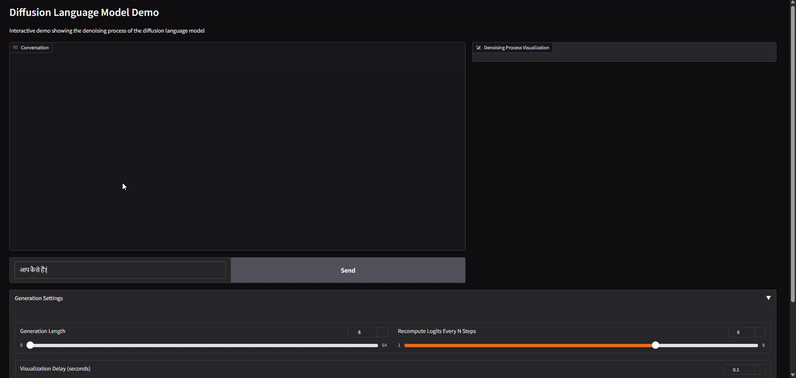 Diffusion Language Model Demo
Interactive demo showing the denoising process of the diffusion language model
Conversation
Denoising Process Visualization
आप कैसे हैं
Send
Generation Settings
Generation Length
8
8
64
Recompute Logits Every N Steps
6
1
8
Visualization Delay (seconds)
0.1